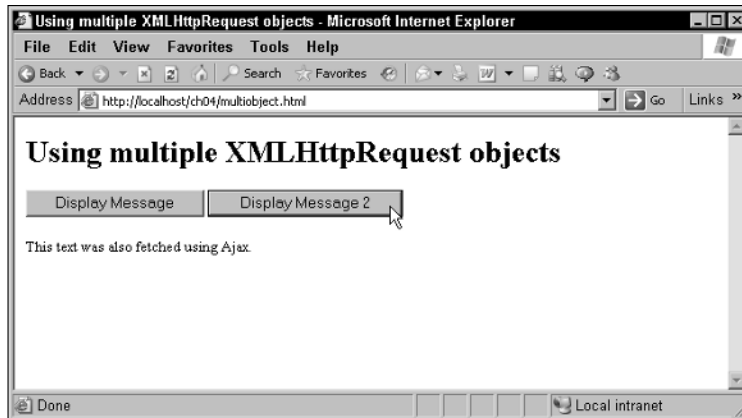 Using multiple XMLHttpRequest objects - Microsoft Internet Explorer
File Edit View Favorites Tools Help
Back Search Favorites
Address http://localhost/ch04/multiobject.html Go Links »
Using multiple XMLHttpRequest objects
Display Message Display Message 2
This text was also fetched using Ajax.
Done Local intranet